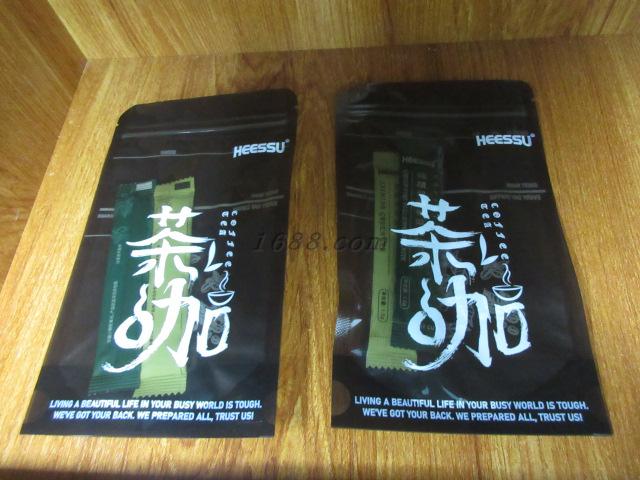 HEESSU®
coffee
tea
茶咖
LIVING A BEAUTIFUL LIFE IN YOUR BUSY WORLD IS TOUGH.
WE'VE GOT YOUR BACK. WE PREPARED ALL, TRUST US!
HEESSU®
coffee
tea
茶咖
LIVING A BEAUTIFUL LIFE IN YOUR BUSY WORLD IS TOUGH.
WE'VE GOT YOUR BACK. WE PREPARED ALL, TRUST US!
1688.com